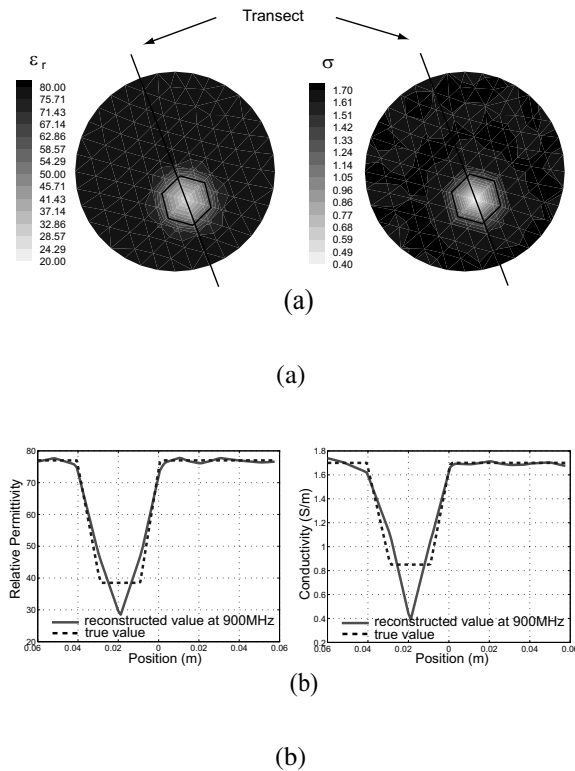 Transect
ε r
80.00
75.71
71.43
67.14
62.86
58.57
54.29
50.00
45.71
41.43
37.14
32.86
28.57
24.29
20.00
σ
1.70
1.61
1.51
1.42
1.33
1.24
1.14
1.05
0.96
0.86
0.77
0.68
0.59
0.49
0.40
(a)
(a)
Relative Permittivity
80
70
60
50
40
30
20
reconstructed value at 900MHz
true value
0.06 0.04 0.02 0 0.02 0.04 0.06
Position (m)
Conductivity (S/m)
1.8
1.6
1.4
1.2
1
0.8
0.6
0.4
0.2
reconstructed value at 900MHz
true value
0.06 0.04 0.02 0 0.02 0.04 0.06
Position (m)
(b)
(b)